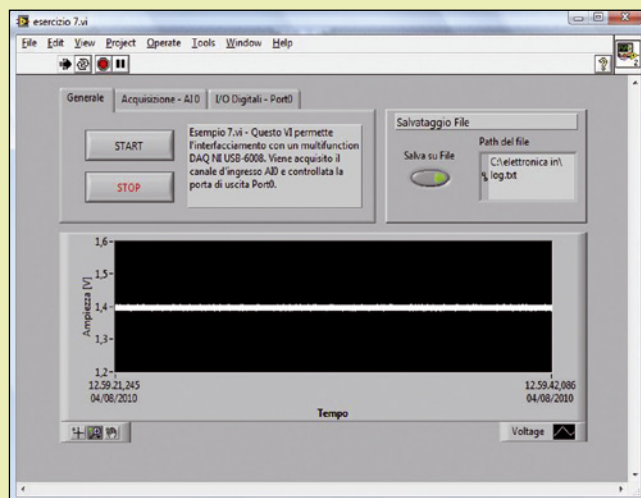 esercizio 7.vi
File Edit View Project Operate Tools Window Help
2
Generale Acquisizione - AI0 I/O Digitali - Port0
START
STOP
Esempio 7.vi - Questo VI permette
l'interfacciamento con un multifunction
DAQ NI USB-6008. Viene acquisito il
canale d'ingresso AI0 e controllata la
porta di uscita Port0.
Salvataggio File
Salva su File
Path del file
C:\elettronica in\
log.txt
Ampiezza [V]
1,6
1,5
1,4
1,3
1,2
12.59.21,245
04/08/2010
12.59.42,086
04/08/2010
Tempo
Voltage